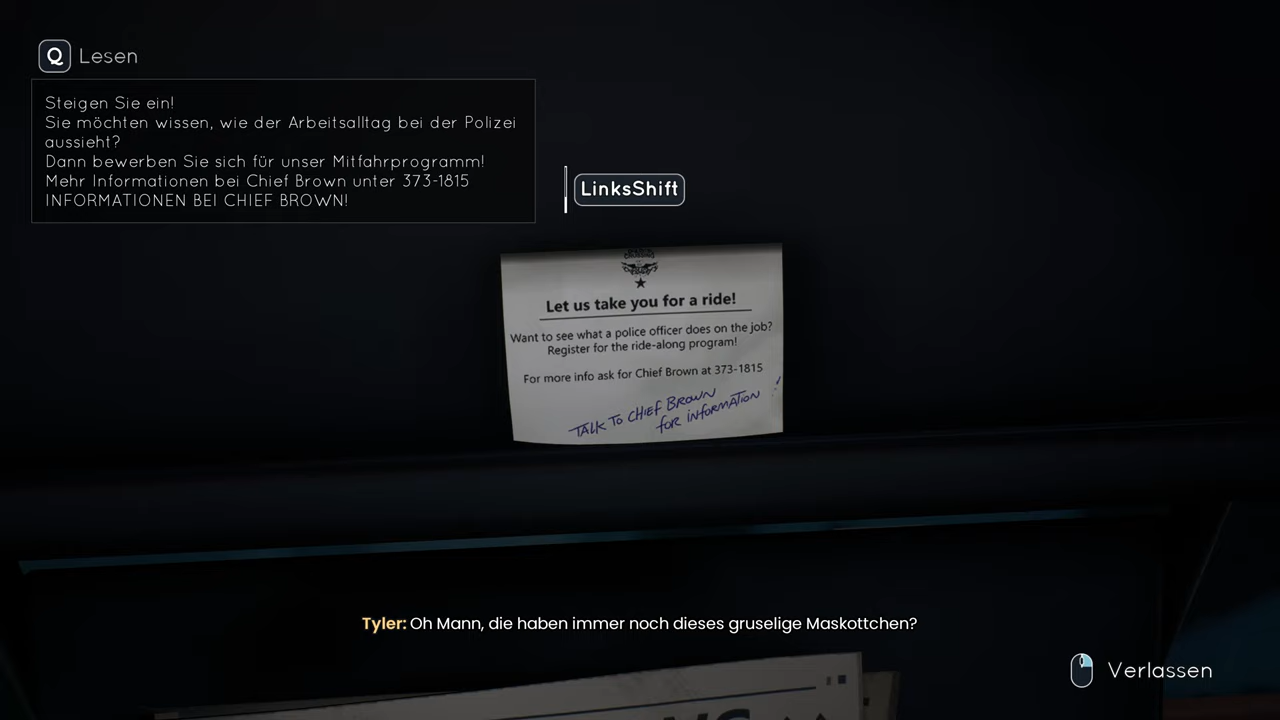 Q Lesen
Steigen Sie ein!
Sie möchten wissen, wie der Arbeitsalltag bei der Polizei
aussieht?
Dann bewerben Sie sich für unser Mitfahrprogramm!
Mehr Informationen bei Chief Brown unter 373-1815
INFORMATIONEN BEI CHIEF BROWN!
LinksShift
Let us take you for a ride!
Want to see what a police officer does on the job?
Register for the ride-along program!
For more info ask for Chief Brown at 373-1815
TALK TO CHIEF BROWN
for information!
Tyler: Oh Mann, die haben immer noch dieses gruselige Maskottchen?
Verlassen